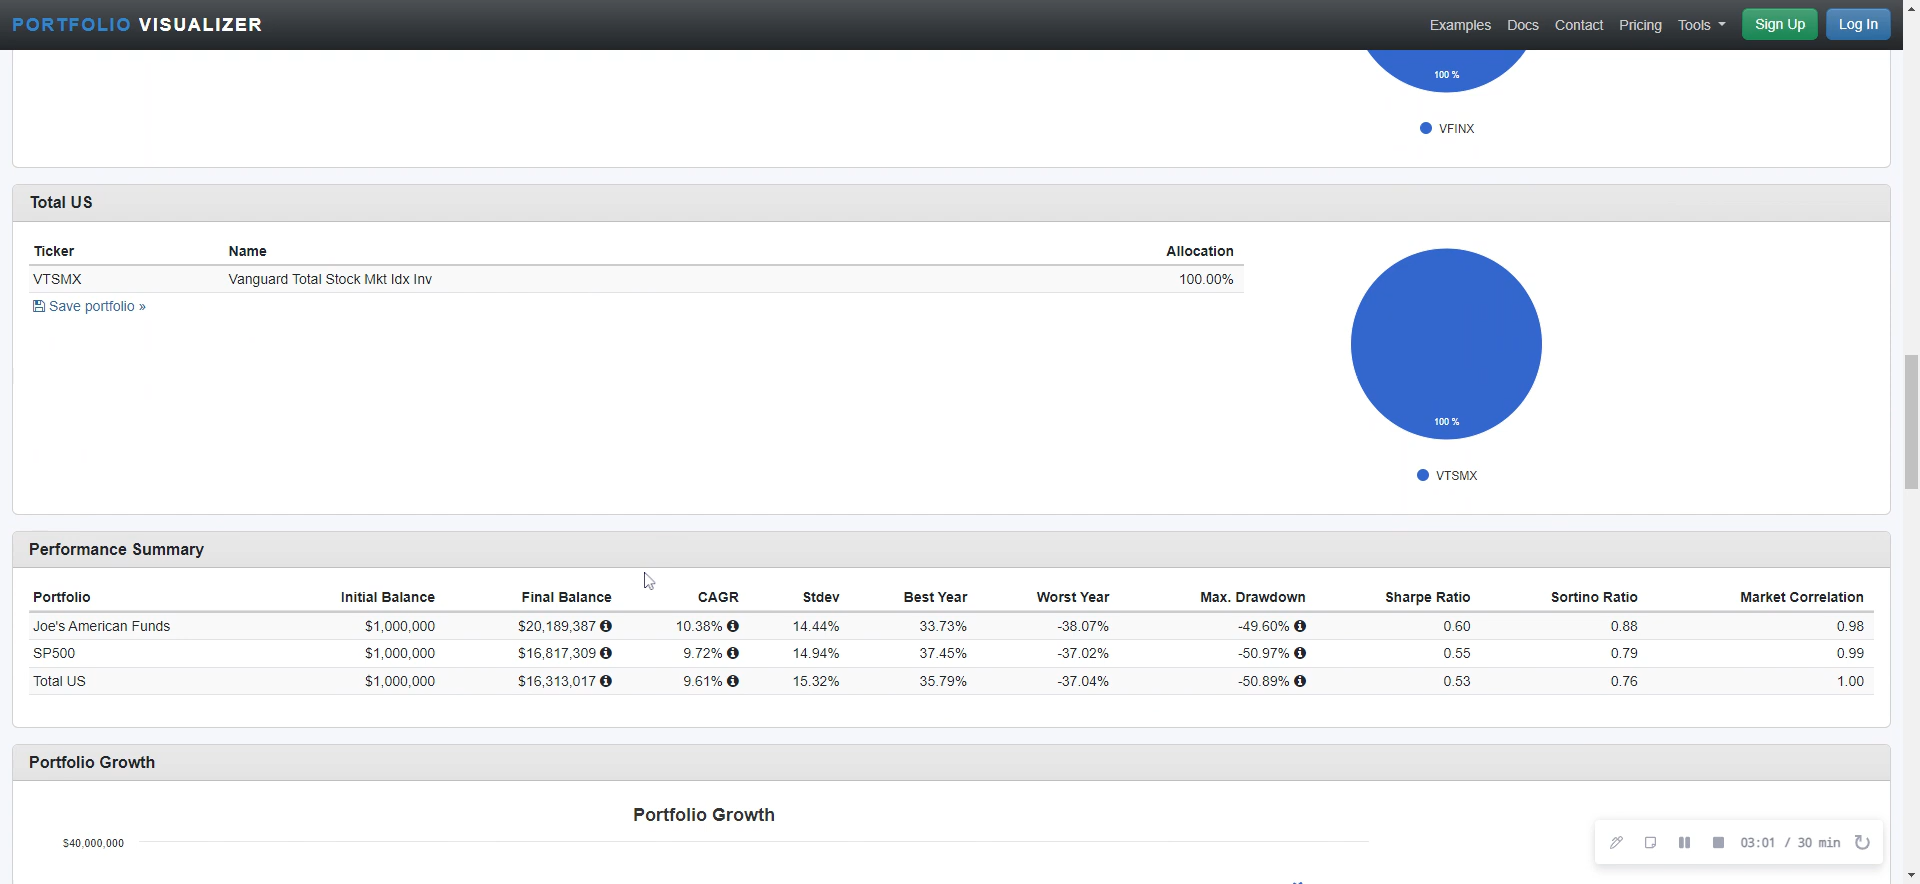 PORTFOLIO VISUALIZER Examples Docs Contact Pricing Tools Sign Up Log In
100 %
VFINX
Total US
Ticker Name Allocation
VTSMX Vanguard Total Stock Mkt Idx Inv 100.00%
Save portfolio »
100 %
VTSMX
Performance Summary
Portfolio Initial Balance Final Balance CAGR Stdev Best Year Worst Year Max. Drawdown Sharpe Ratio Sortino Ratio Market Correlation
Joe's American Funds $1,000,000 $20,189,387 10.38% 14.44% 33.73% -38.07% -49.60% 0.60 0.88 0.98
SP500 $1,000,000 $16,817,309 9.72% 14.94% 37.45% -37.02% -50.97% 0.55 0.79 0.99
Total US $1,000,000 $16,313,017 9.61% 15.32% 35.79% -37.04% -50.89% 0.53 0.76 1.00
Portfolio Growth
Portfolio Growth
$40,000,000
03:01 / 30 min